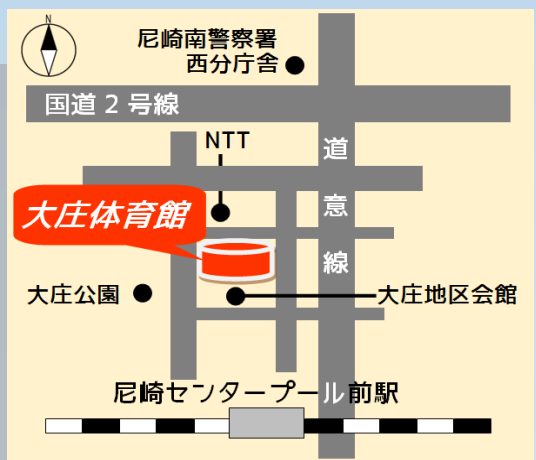 N
尼崎南警察署
西分庁舎
国道2号線
NTT
道意線
大庄体育館
大庄公園
大庄地区会館
尼崎センタープール前駅